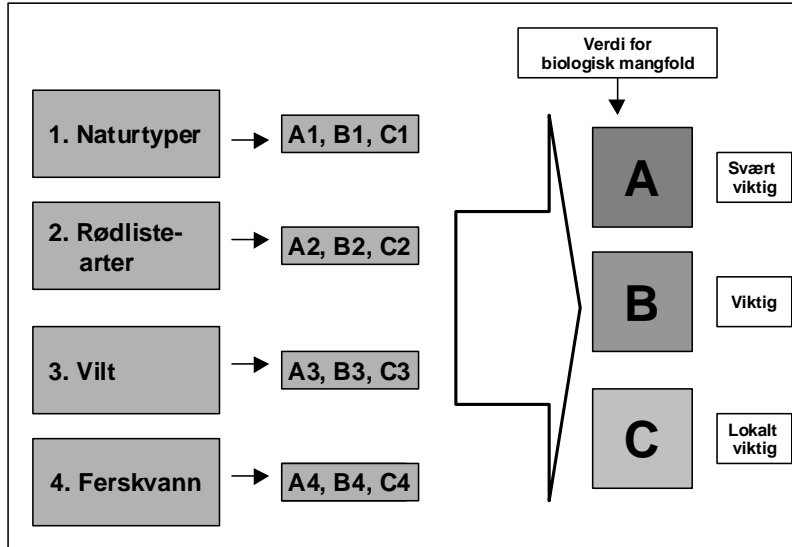 Verdi for
biologisk mangfold
1. Naturtyper
A1, B1, C1
A
Svært
viktig
2. Rødliste-
arter
A2, B2, C2
B
Viktig
3. Vilt
A3, B3, C3
C
Lokalt
viktig
4. Ferskvann
A4, B4, C4